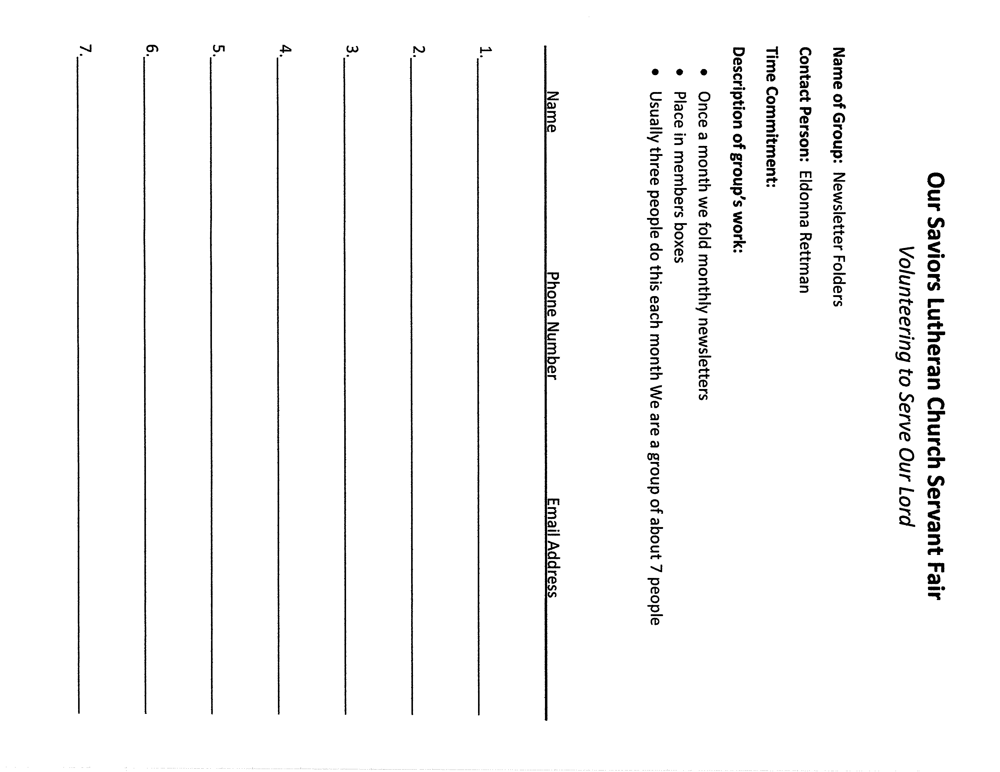 Our Saviors Lutheran Church Servant Fair
Volunteering to Serve Our Lord
Name of Group: Newsletter Folders
Contact Person: Eldonna Rettman
Time Commitment:
Description of group's work:
• Once a month we fold monthly newsletters
• Place in members boxes
• Usually three people do this each month We are a group of about 7 people
Name Phone Number Email Address
1.
2.
3.
4.
5.
6.
7.